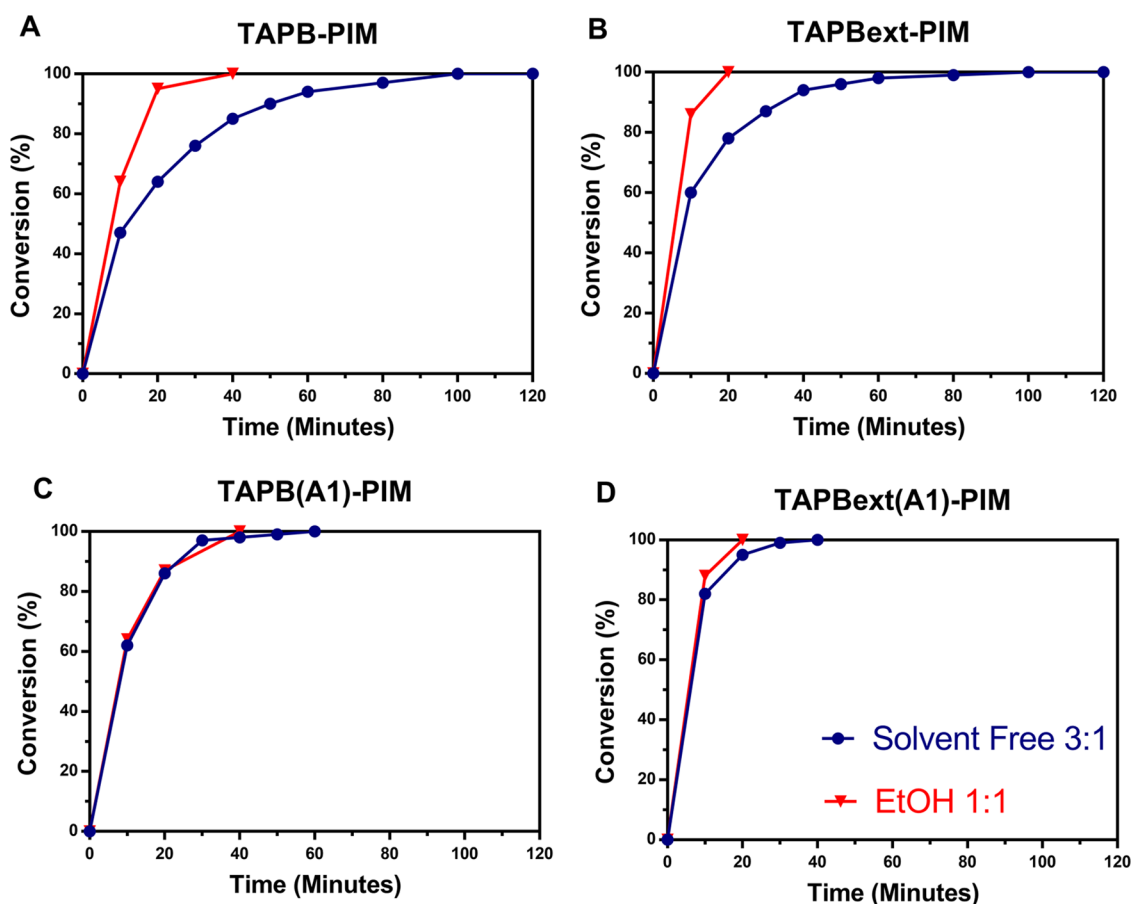 A
TAPB-PIM
Conversion (%)
100
80
60
40
20
0
0 20 40 60 80 100 120
Time (Minutes)
B
TAPBext-PIM
Conversion (%)
100
80
60
40
20
0
0 20 40 60 80 100 120
Time (Minutes)
C
TAPB(A1)-PIM
Conversion (%)
100
80
60
40
20
0
0 20 40 60 80 100 120
Time (Minutes)
D
TAPBext(A1)-PIM
Conversion (%)
100
80
60
40
20
0
Solvent Free 3:1
EtOH 1:1
0 20 40 60 80 100 120
Time (Minutes)